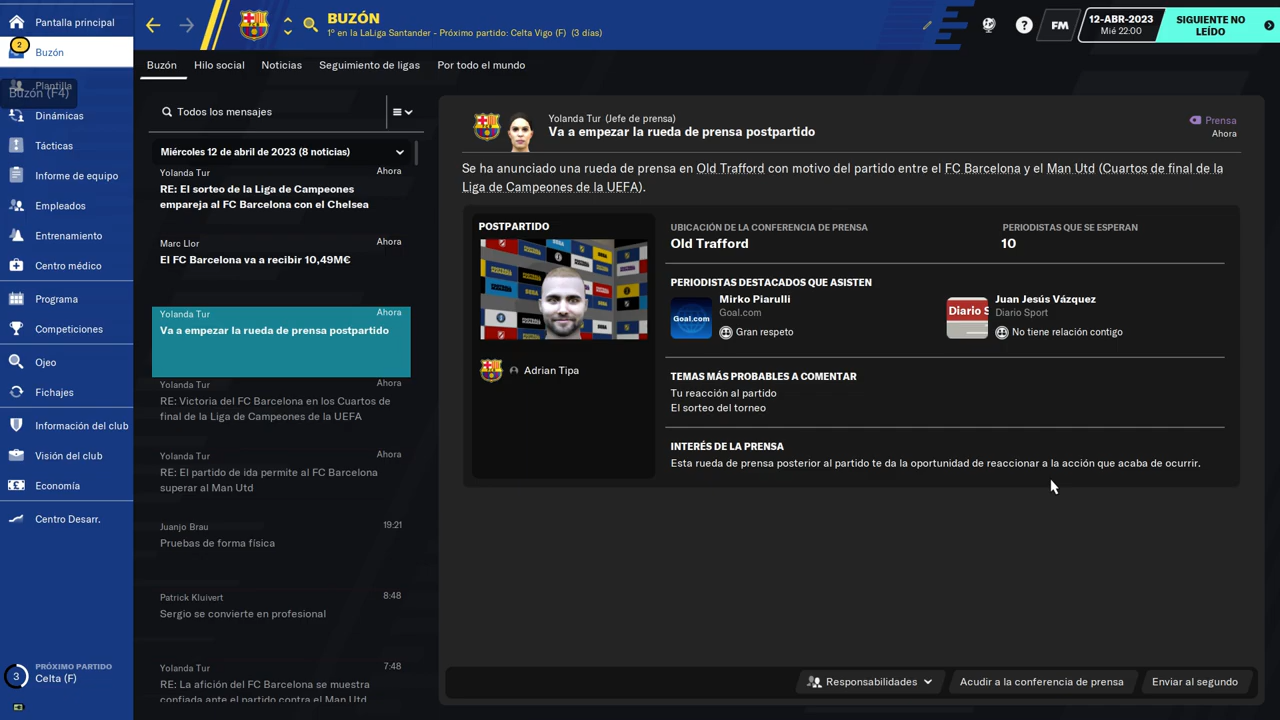 Pantalla principal
2
Buzón
Plantilla
Buzón (F4)
Dinámicas
Tácticas
Informe de equipo
Empleados
Entrenamiento
Centro médico
Programa
Competiciones
Ojeo
Fichajes
Información del club
Visión del club
Economía
Centro Desarr.
PRÓXIMO PARTIDO
3
Celta (F)
BUZÓN
1º en la LaLiga Santander - Próximo partido: Celta Vigo (F) (3 días)
FM
12-ABR-2023
Mié 22:00
SIGUIENTE NO LEÍDO
Buzón
Hilo social
Noticias
Seguimiento de ligas
Por todo el mundo
Todos los mensajes
Miércoles 12 de abril de 2023 (8 noticias)
Yolanda Tur
Ahora
RE: El sorteo de la Liga de Campeones
empareja al FC Barcelona con el Chelsea
Marc Llor
Ahora
El FC Barcelona va a recibir 10,49M€
Yolanda Tur
Ahora
Va a empezar la rueda de prensa postpartido
Yolanda Tur
Ahora
RE: Victoria del FC Barcelona en los Cuartos de
final de la Liga de Campeones de la UEFA
Yolanda Tur
Ahora
RE: El partido de ida permite al FC Barcelona
superar al Man Utd
Juanjo Brau
19:21
Pruebas de forma física
Patrick Kluivert
8:48
Sergio se convierte en profesional
Yolanda Tur
7:48
RE: La afición del FC Barcelona se muestra
confiada ante el partido contra el Man Utd
Yolanda Tur (Jefe de prensa)
Va a empezar la rueda de prensa postpartido
Prensa
Ahora
Se ha anunciado una rueda de prensa en Old Trafford con motivo del partido entre el FC Barcelona y el Man Utd (Cuartos de final de la
Liga de Campeones de la UEFA).
POSTPARTIDO
Adrian Tipa
UBICACIÓN DE LA CONFERENCIA DE PRENSA
Old Trafford
PERIODISTAS QUE SE ESPERAN
10
PERIODISTAS DESTACADOS QUE ASISTEN
Goal.com
Mirko Piarulli
Goal.com
Gran respeto
Diario S
Juan Jesús Vázquez
Diario Sport
No tiene relación contigo
TEMAS MÁS PROBABLES A COMENTAR
Tu reacción al partido
El sorteo del torneo
INTERÉS DE LA PRENSA
Esta rueda de prensa posterior al partido te da la oportunidad de reaccionar a la acción que acaba de ocurrir.
Responsabilidades
Acudir a la conferencia de prensa
Enviar al segundo